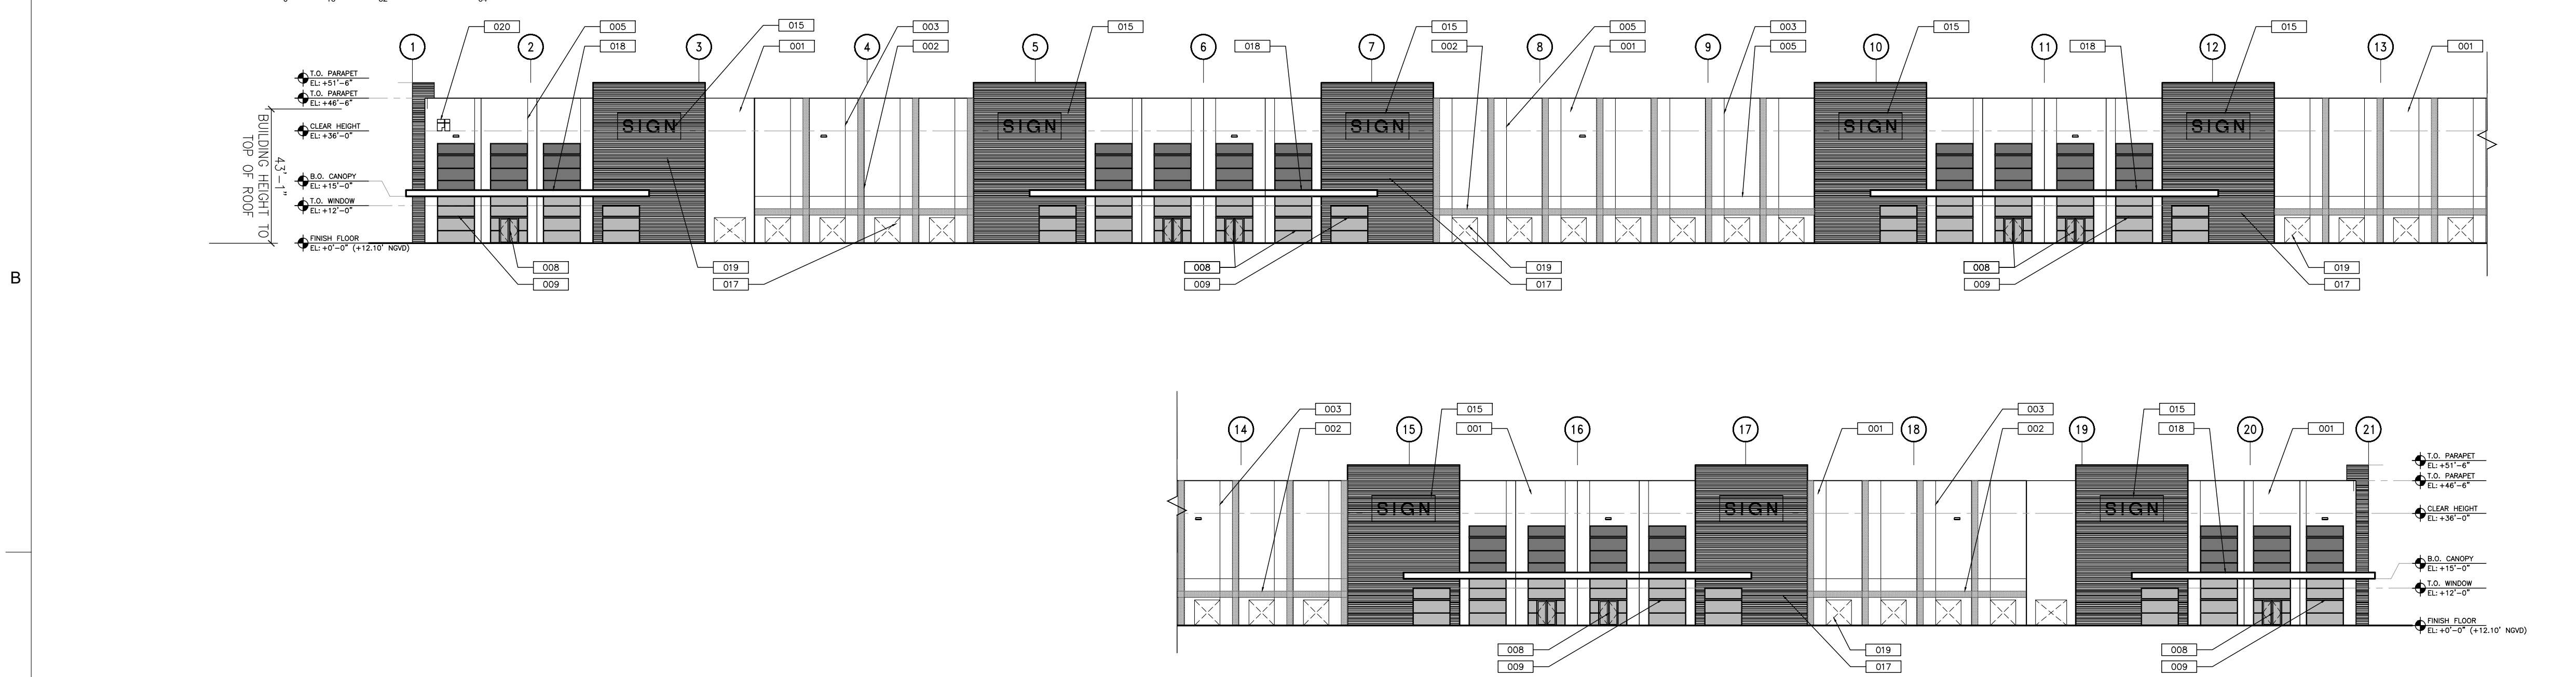 020
005
015
003
015
015
005
003
015
015
018
001
002
018
002
001
005
018
001
1
2
3
4
5
6
7
8
9
10
11
12
13
T.O. PARAPET
EL: +51'-6"
T.O. PARAPET
EL: +46'-6"
CLEAR HEIGHT
EL: +36'-0"
B.O. CANOPY
EL: +15'-0"
T.O. WINDOW
EL: +12'-0"
FINISH FLOOR
EL: +0'-0" (+12.10' NGVD)
43'-1"
BUILDING HEIGHT TO
TOP OF ROOF
SIGN
SIGN
SIGN
SIGN
SIGN
008
019
008
019
008
019
009
017
009
017
009
017
B
003
015
003
015
002
001
001
002
018
001
14
15
16
17
18
19
20
21
SIGN
SIGN
SIGN
T.O. PARAPET
EL: +51'-6"
T.O. PARAPET
EL: +46'-6"
CLEAR HEIGHT
EL: +36'-0"
B.O. CANOPY
EL: +15'-0"
T.O. WINDOW
EL: +12'-0"
FINISH FLOOR
EL: +0'-0" (+12.10' NGVD)
008
019
008
009
017
009